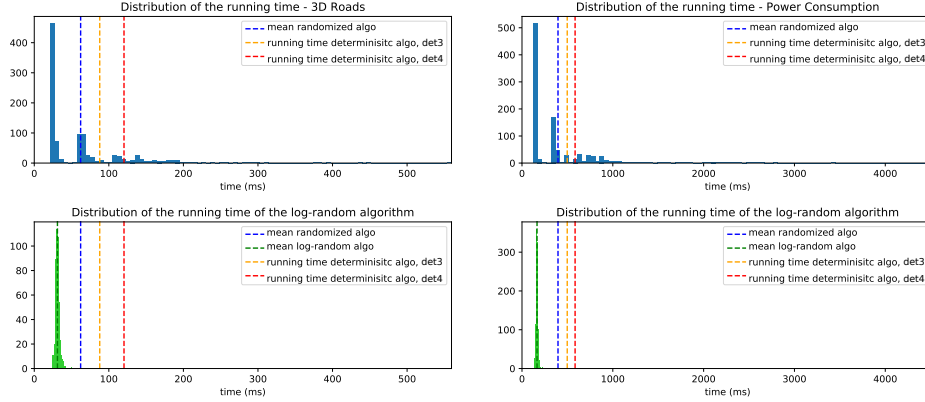 Distribution of the running time - 3D Roads
mean randomized algo
running time determinisitc algo, det3
running time determinisitc algo, det4
400
300
200
100
0
0 100 200 300 400 500
time (ms)
Distribution of the running time - Power Consumption
mean randomized algo
running time determinisitc algo, det3
running time determinisitc algo, det4
500
400
300
200
100
0
0 1000 2000 3000 4000
time (ms)
Distribution of the running time of the log-random algorithm
mean randomized algo
mean log-random algo
running time determinisitc algo, det3
running time determinisitc algo, det4
100
80
60
40
20
0
0 100 200 300 400 500
time (ms)
Distribution of the running time of the log-random algorithm
mean randomized algo
mean log-random algo
running time determinisitc algo, det3
running time determinisitc algo, det4
300
200
100
0
0 1000 2000 3000 4000
time (ms)